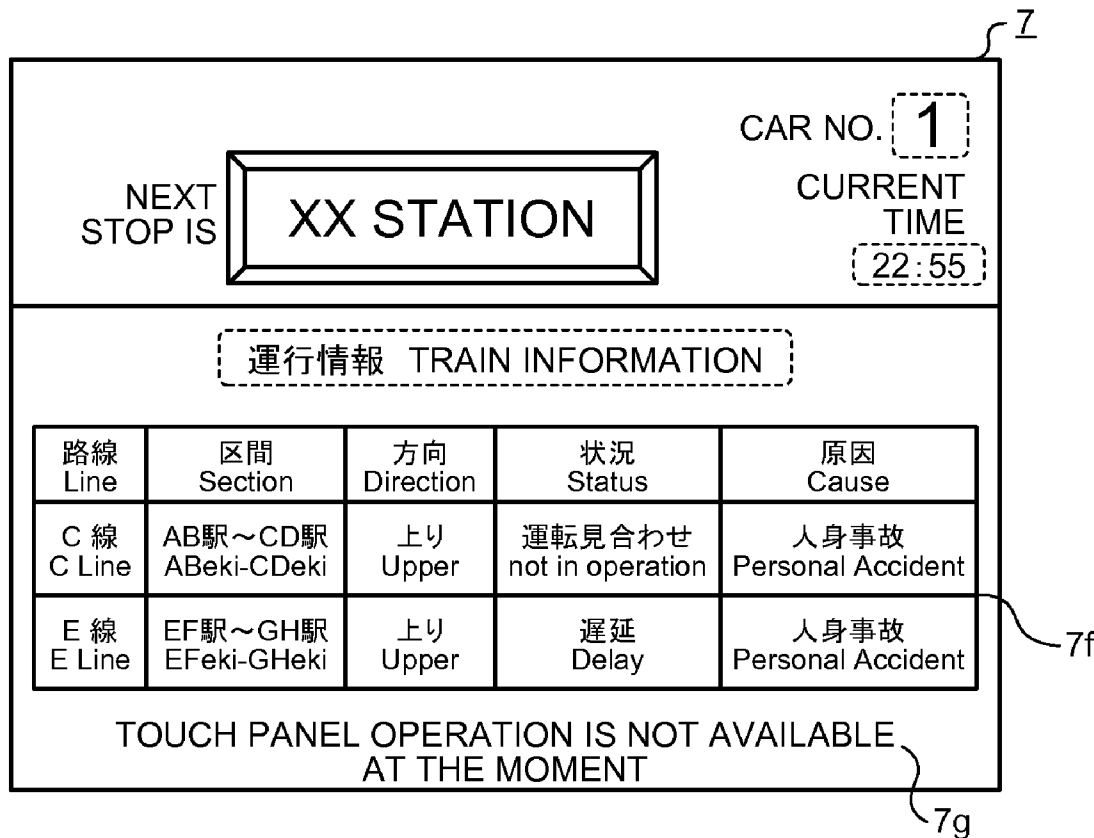 7
CAR NO. 1
NEXT
STOP IS
XX STATION
CURRENT
TIME
22:55
運行情報 TRAIN INFORMATION
路線
Line
区間
Section
方向
Direction
状況
Status
原因
Cause
C 線
C Line
AB駅～CD駅
ABeki-CDeki
上り
Upper
運転見合わせ
not in operation
人身事故
Personal Accident
E 線
E Line
EF駅～GH駅
EFeki-GHeki
上り
Upper
遅延
Delay
人身事故
Personal Accident
7f
TOUCH PANEL OPERATION IS NOT AVAILABLE
AT THE MOMENT
7g